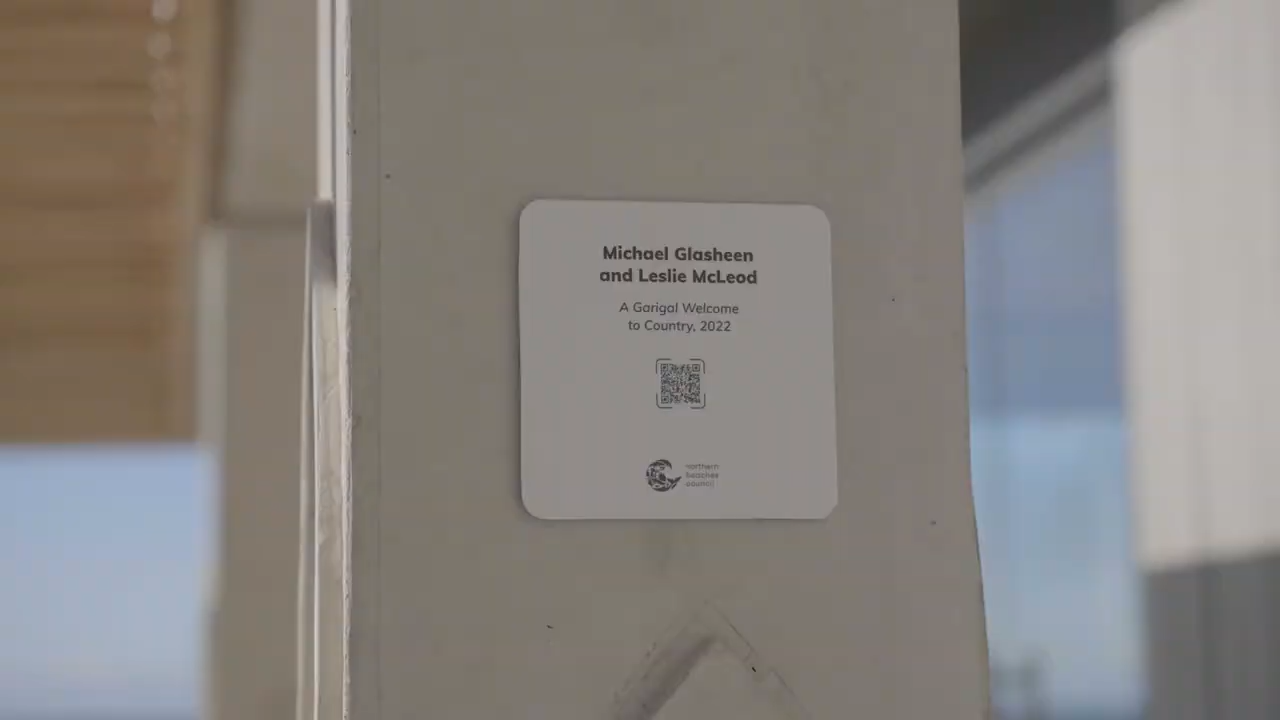 Michael Glasheen
and Leslie McLeod
A Garigal Welcome
to Country, 2022
northern
beaches
council